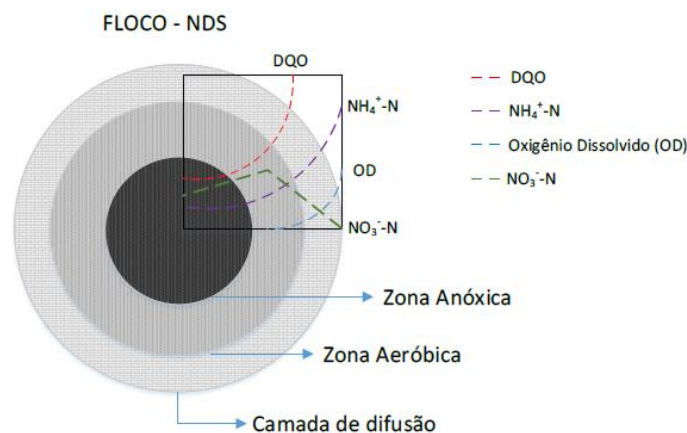 FLOCO - NDS
DQO
NH₄⁺-N
OD
NO₃⁻-N
DQO
NH₄⁺-N
Oxigênio Dissolvido (OD)
NO₃⁻-N
Zona Anóxica
Zona Aeróbica
Camada de difusão